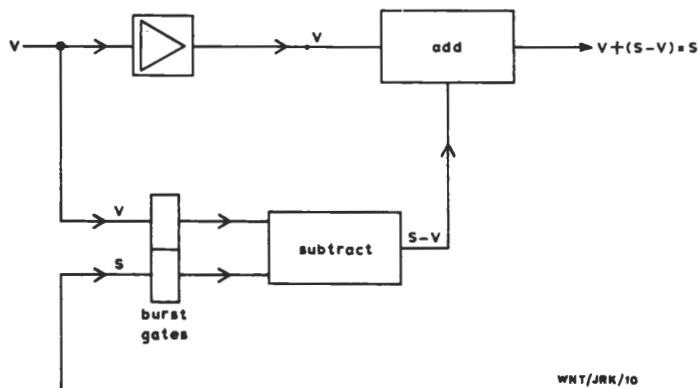 V
V
add
V+(S-V)=S
V
S
subtract
S-V
burst
gates
WNT/JRK/10